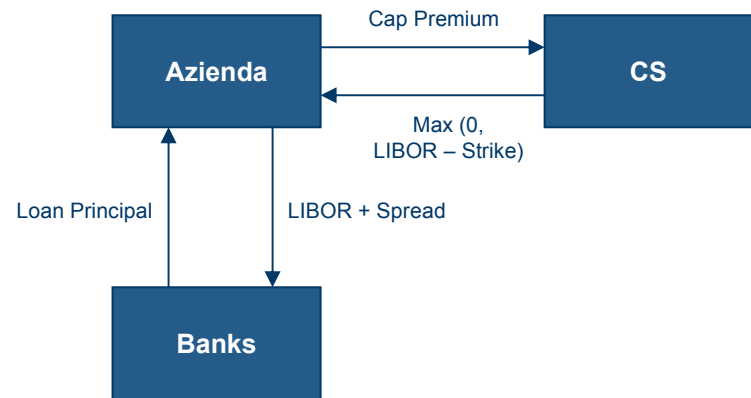 Cap Premium
Azienda
CS
Max (0,
LIBOR – Strike)
Loan Principal
LIBOR + Spread
Banks